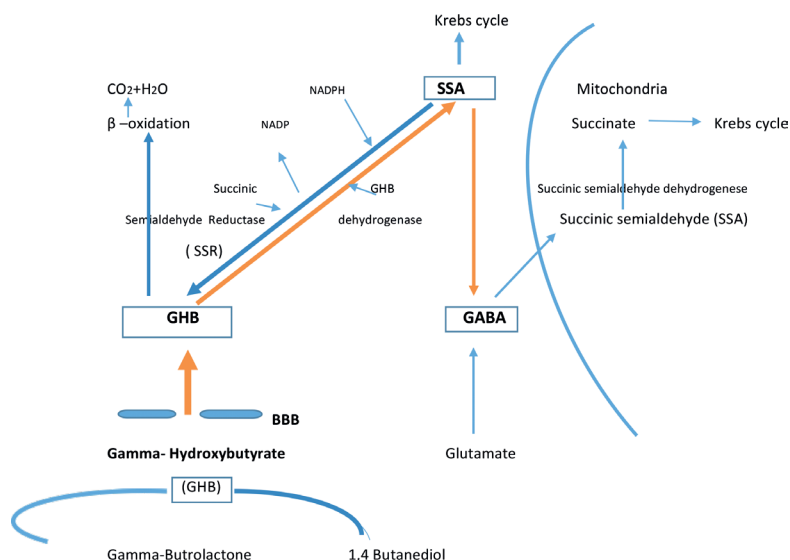 Krebs cycle
CO2+H2O
NADPH
SSA
Mitochondria
β –oxidation
NADP
Succinate
Krebs cycle
Succinic
GHB
Succinic semialdehyde dehydrogenese
Semialdehyde Reductase
dehydrogenase
Succinic semialdehyde (SSA)
( SSR)
GHB
GABA
BBB
Gamma- Hydroxybutyrate
Glutamate
(GHB)
Gamma-Butrolactone
1.4 Butanediol